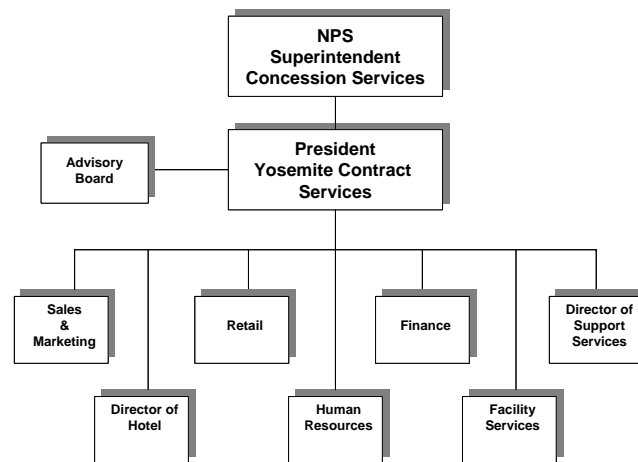 NPS
Superintendent
Concession Services
President
Yosemite Contract
Services
Advisory
Board
Sales
&
Marketing
Retail
Finance
Director of
Support
Services
Director of
Hotel
Human
Resources
Facility
Services